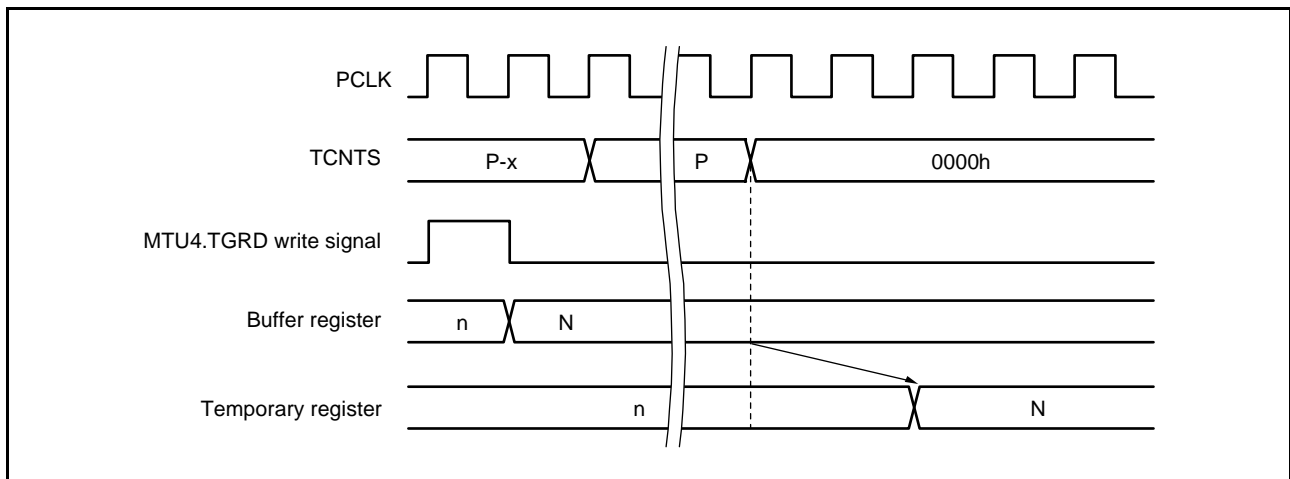 PCLK
TCNTS P-x P 0000h
MTU4.TGRD write signal
Buffer register n N
Temporary register n N